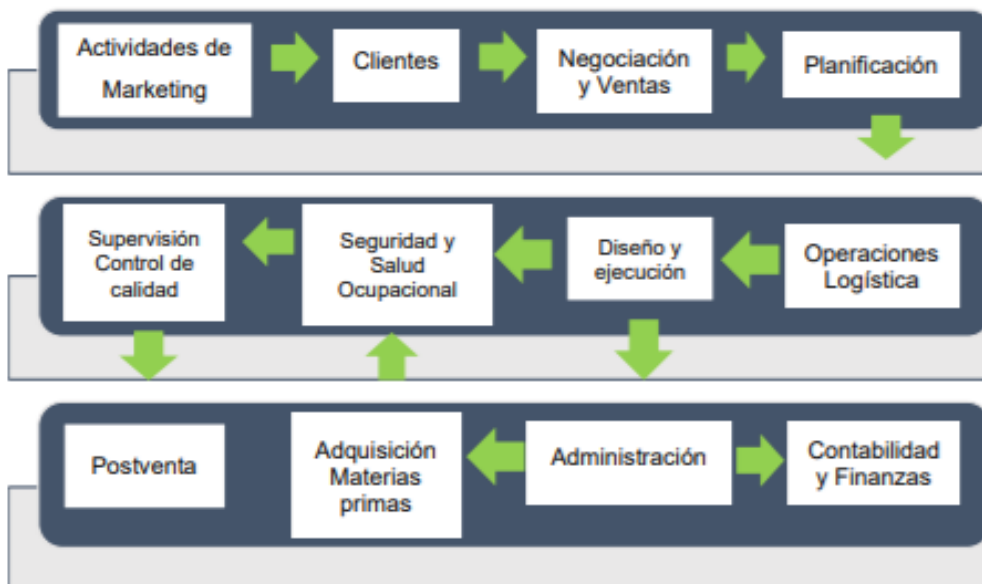 Actividades de
Marketing
Clientes
Negociación
y Ventas
Planificación
Supervisión
Control de
calidad
Seguridad y
Salud
Ocupacional
Diseño y
ejecución
Operaciones
Logística
Postventa
Adquisición
Materias
primas
Administración
Contabilidad
y Finanzas